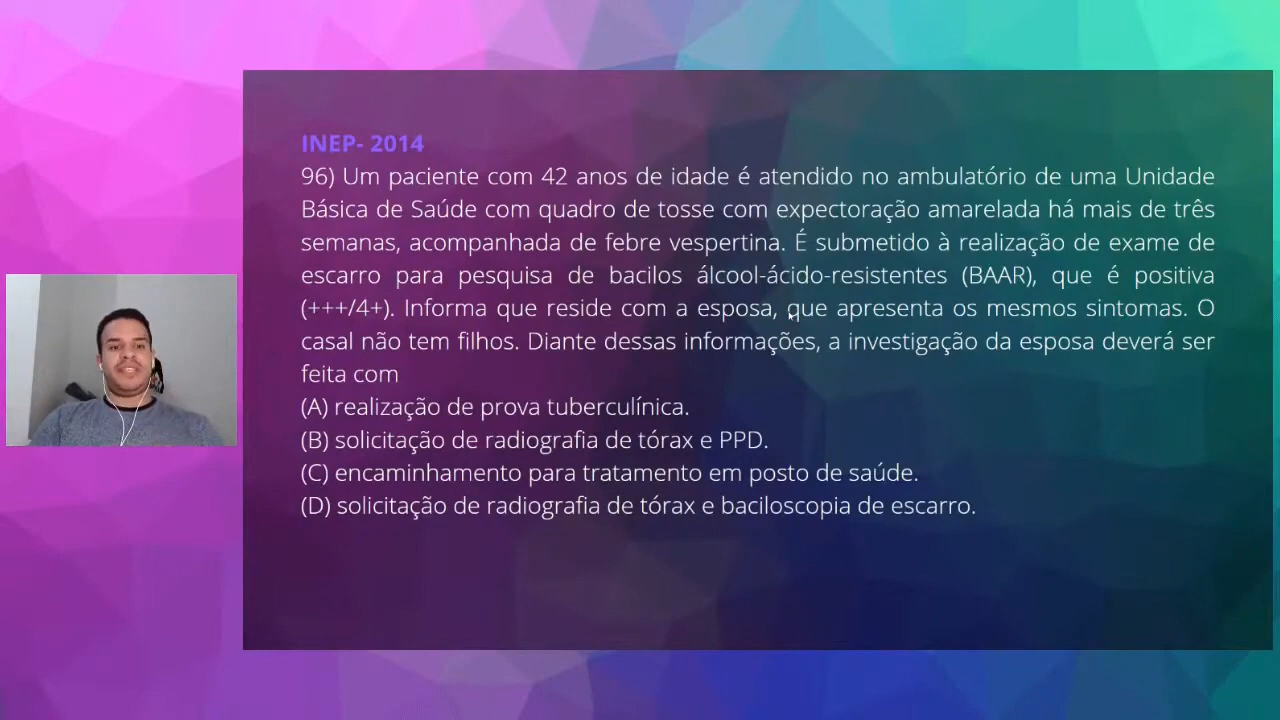 INEP- 2014
96) Um paciente com 42 anos de idade é atendido no ambulatório de uma Unidade
Básica de Saúde com quadro de tosse com expectoração amarelada há mais de três
semanas, acompanhada de febre vespertina. É submetido à realização de exame de
escarro para pesquisa de bacilos álcool-ácido-resistentes (BAAR), que é positiva
(+++/4+). Informa que reside com a esposa, que apresenta os mesmos sintomas. O
casal não tem filhos. Diante dessas informações, a investigação da esposa deverá ser
feita com
(A) realização de prova tuberculínica.
(B) solicitação de radiografia de tórax e PPD.
(C) encaminhamento para tratamento em posto de saúde.
(D) solicitação de radiografia de tórax e baciloscopia de escarro.